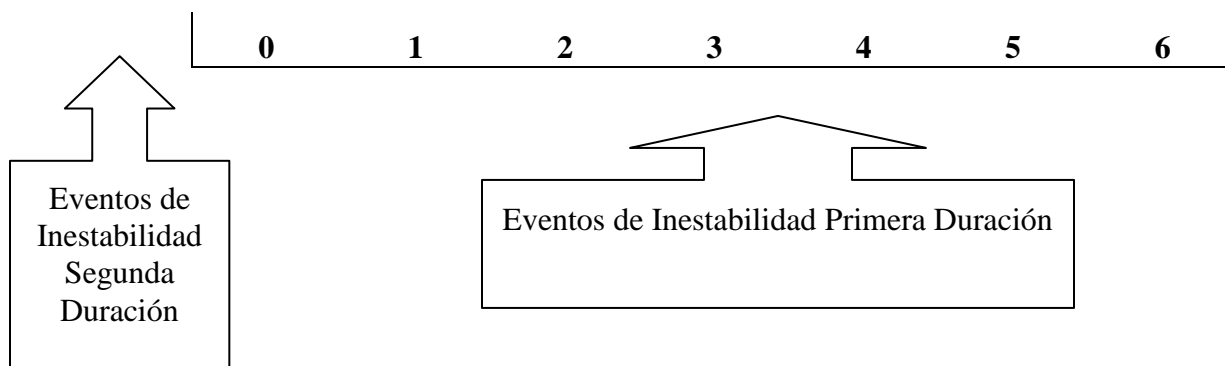 0 1 2 3 4 5 6
Eventos de
Inestabilidad
Segunda
Duración
Eventos de Inestabilidad Primera Duración